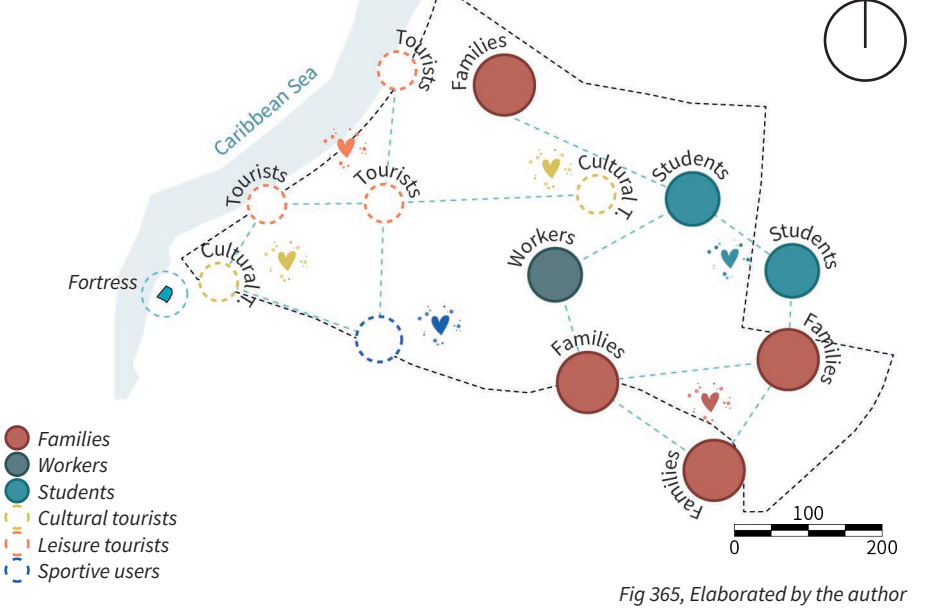 Tourists
Families
Caribbean Sea
Tourists
Tourists
Cultural T.
Students
Cultural T.
Workers
Students
Fortress
Families
Families
Families
Families
Workers
Students
Cultural tourists
Leisure tourists
Sportive users
100
0 200
Fig 365, Elaborated by the author